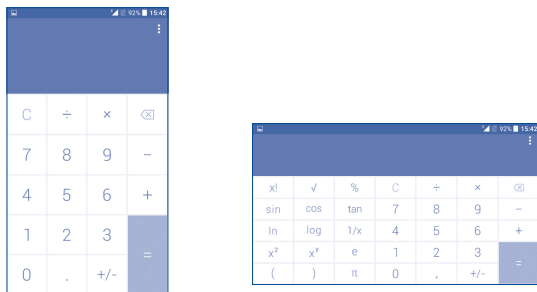 92% 15:42
C ÷ × ⌫
7 8 9 −
4 5 6 +
1 2 3
=
0 . +/-
92% 15:42
x! √ % C ÷ × ⌫
sin cos tan 7 8 9 −
ln log 1/x 4 5 6 +
x² xʸ e 1 2 3
=
( ) π 0 . +/-